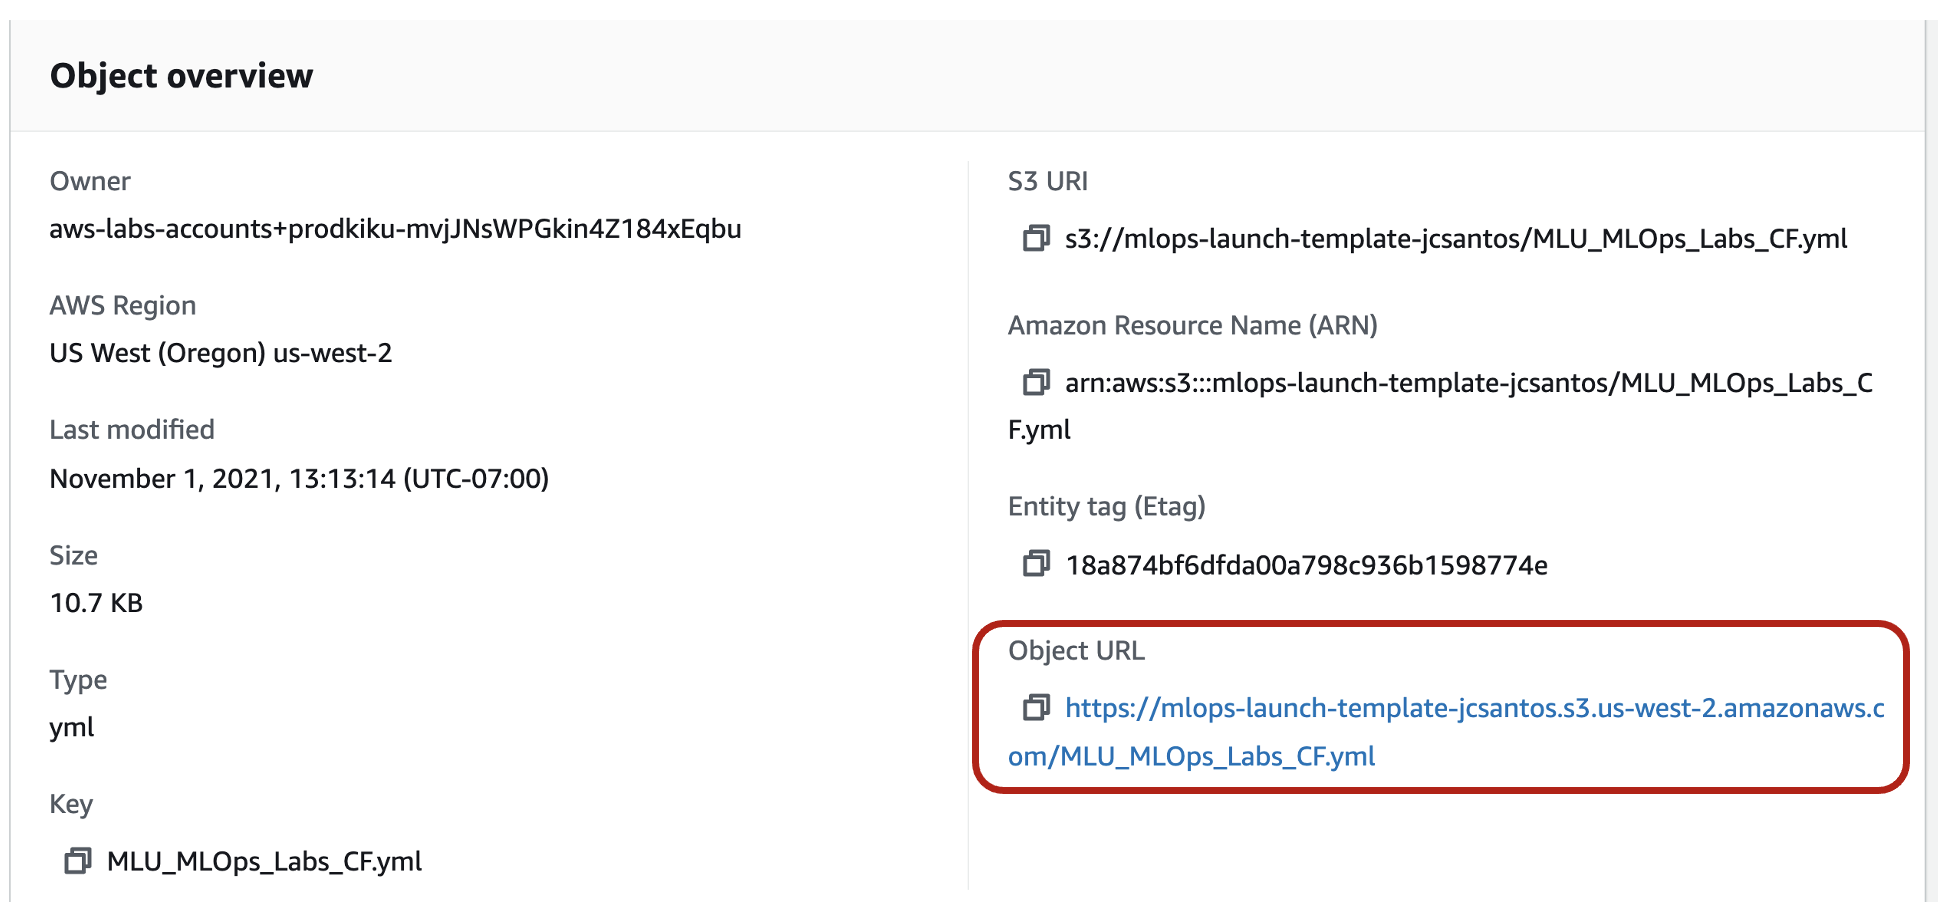 Object overview
Owner
aws-labs-accounts+prodkiku-mvjJNsWPGkin4Z184xEqbu
AWS Region
US West (Oregon) us-west-2
Last modified
November 1, 2021, 13:13:14 (UTC-07:00)
Size
10.7 KB
Type
yml
Key
MLU_MLOps_Labs_CF.yml
S3 URI
s3://mlops-launch-template-jcsantos/MLU_MLOps_Labs_CF.yml
Amazon Resource Name (ARN)
arn:aws:s3:::mlops-launch-template-jcsantos/MLU_MLOps_Labs_C
F.yml
Entity tag (Etag)
18a874bf6dfda00a798c936b1598774e
Object URL
https://mlops-launch-template-jcsantos.s3.us-west-2.amazonaws.c
om/MLU_MLOps_Labs_CF.yml